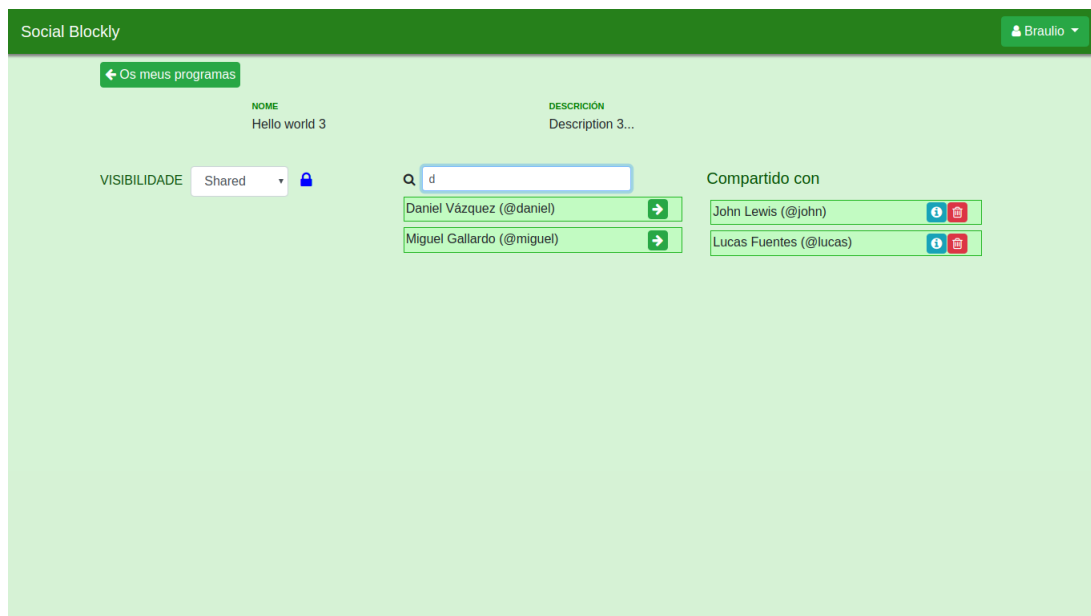 Social Blockly
Braulio
Os meus programas
NOME
Hello world 3
DESCRICIÓN
Description 3...
VISIBILIDADE
Shared
d
Daniel Vázquez (@daniel)
Miguel Gallardo (@miguel)
Compartido con
John Lewis (@john)
Lucas Fuentes (@lucas)